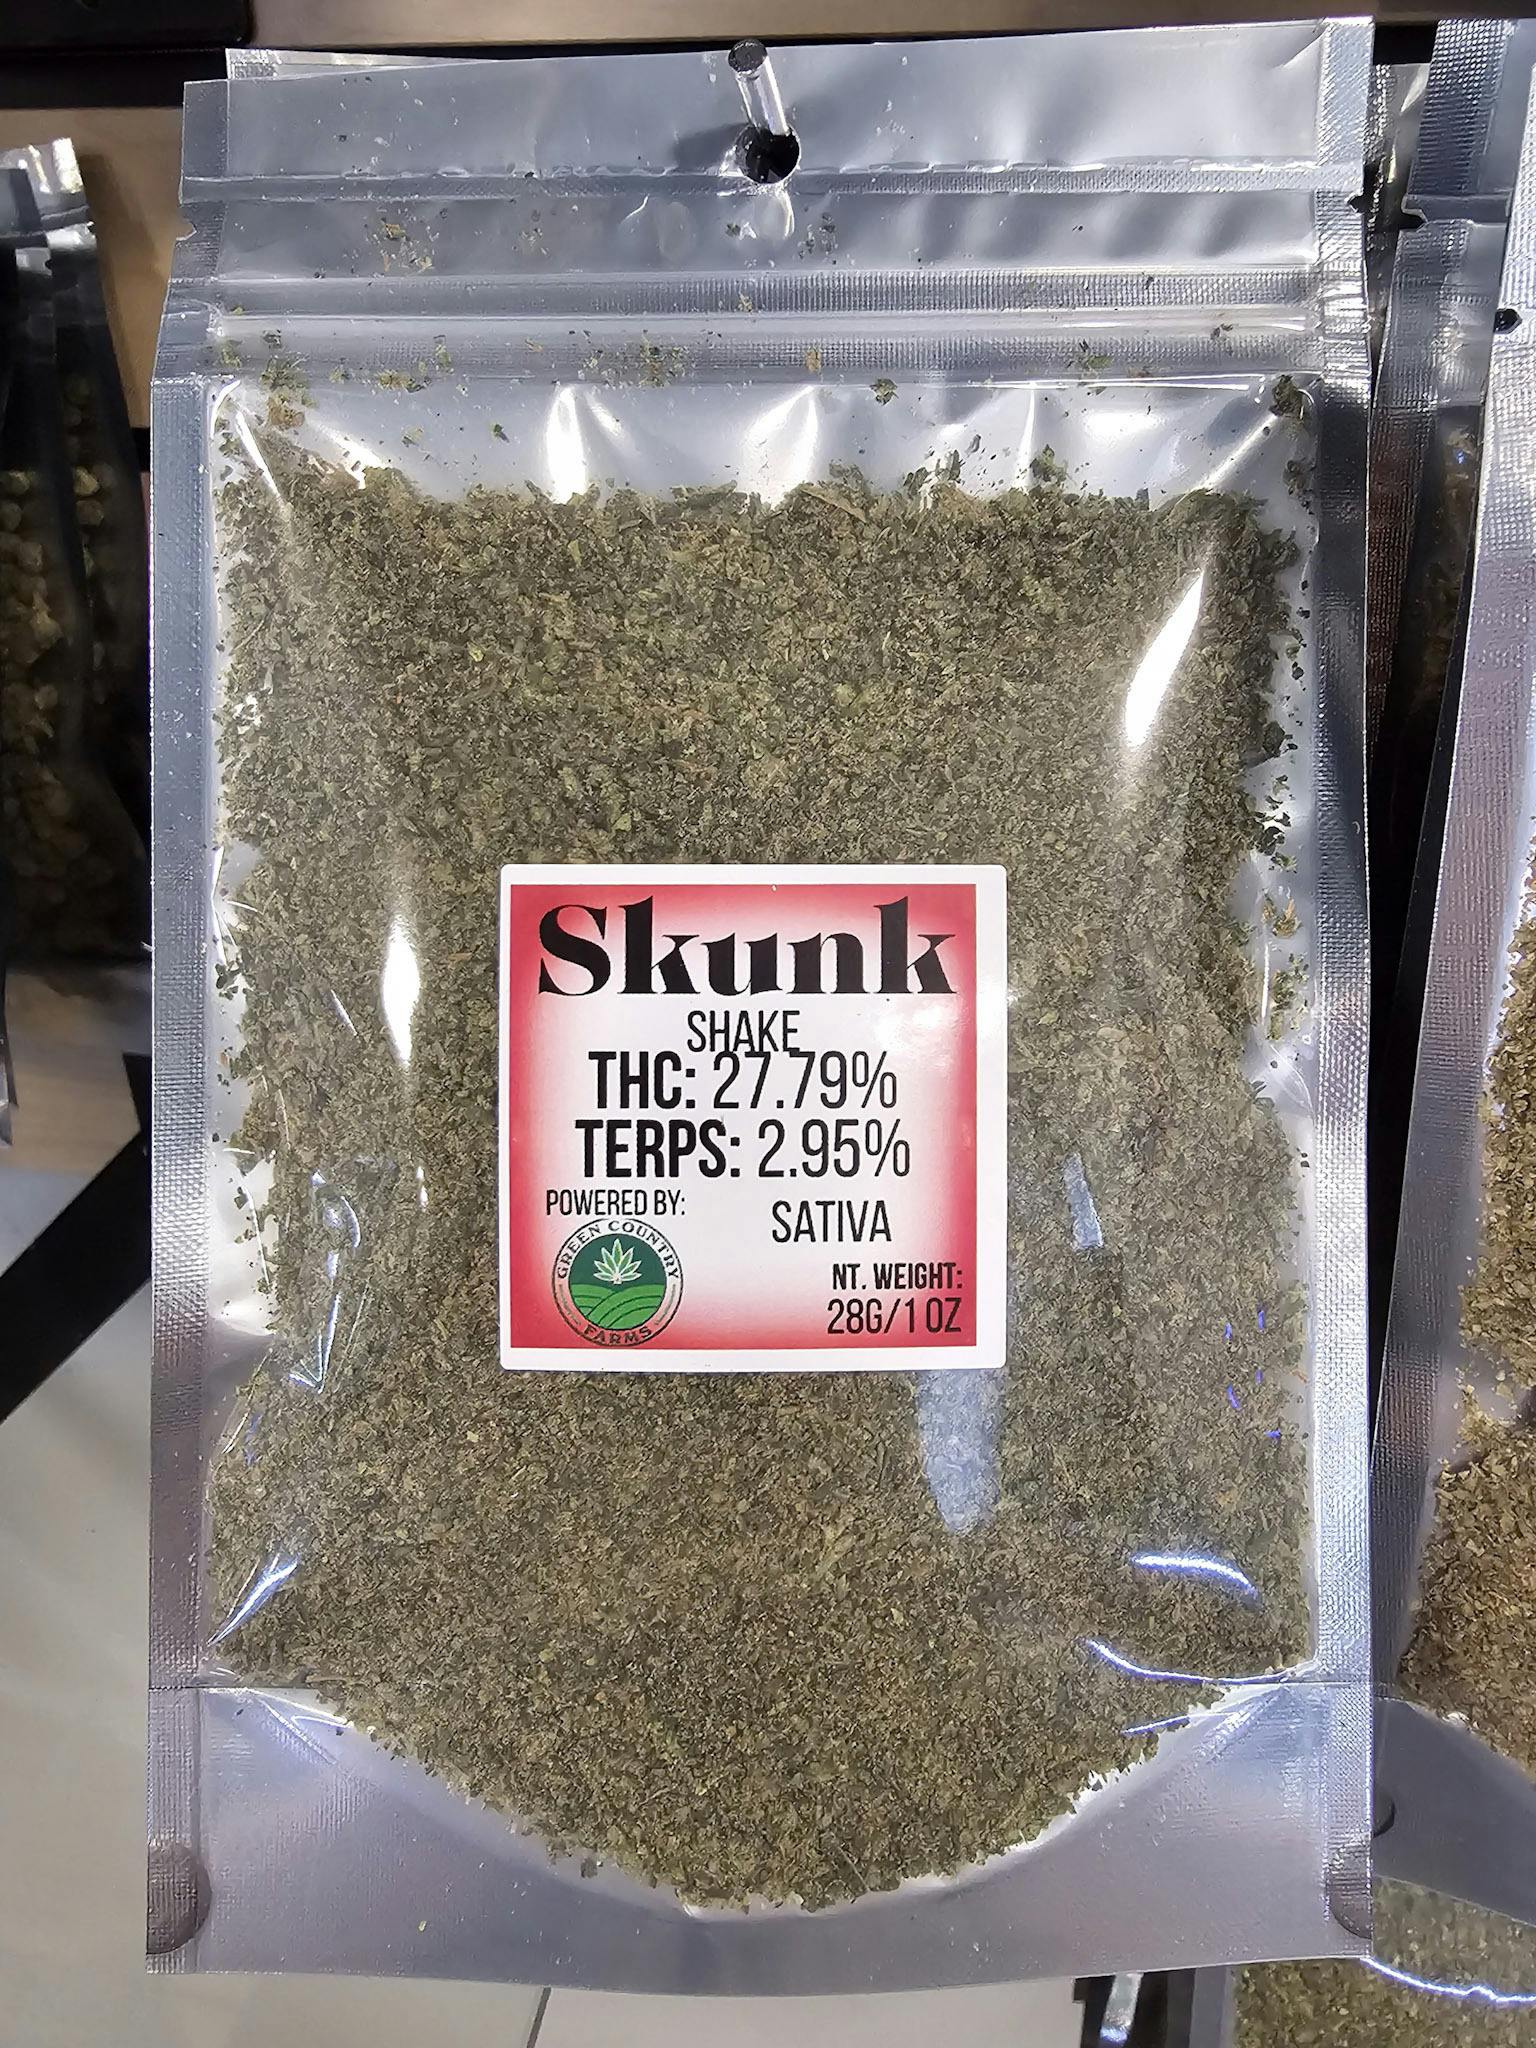 Skunk
SHAKE
THC: 27.79%
TERPS: 2.95%
POWERED BY:
SATIVA
GREEN COUNTRY
FARMS
NT. WEIGHT:
28G/1 OZ